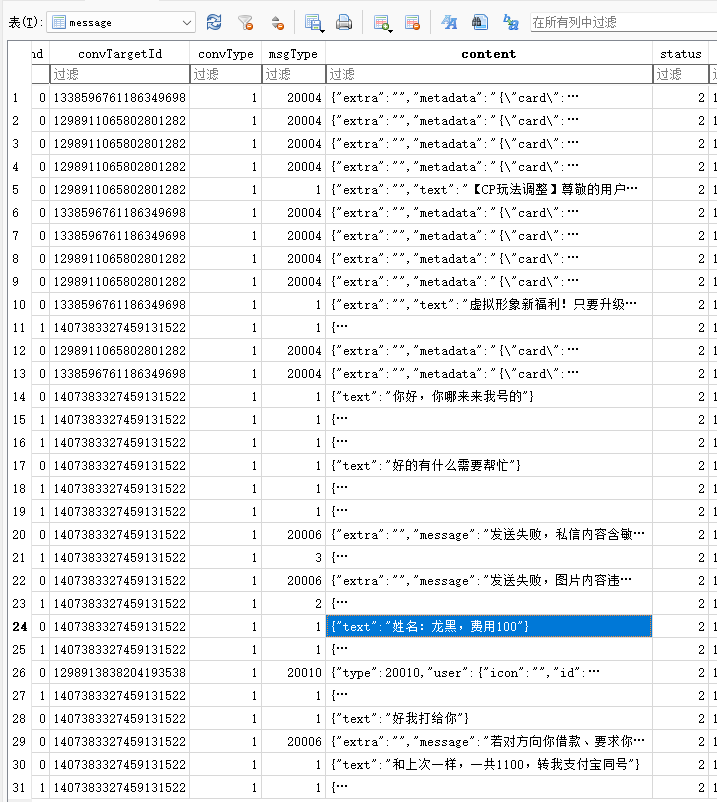 表(T): message 在所有列中过滤
nd convTargetId convType msgType content status
过滤 过滤 过滤 过滤 过滤
1 0 1338596761186349698 1 20004 {"extra":"","metadata":"{\"card\":… 2 1
2 0 1298911065802801282 1 20004 {"extra":"","metadata":"{\"card\":… 2 1
3 0 1298911065802801282 1 20004 {"extra":"","metadata":"{\"card\":… 2 1
4 0 1298911065802801282 1 20004 {"extra":"","metadata":"{\"card\":… 2 1
5 0 1298911065802801282 1 1 {"extra":"","text":"【CP玩法调整】尊敬的用户… 2 1
6 0 1338596761186349698 1 20004 {"extra":"","metadata":"{\"card\":… 2 1
7 0 1338596761186349698 1 20004 {"extra":"","metadata":"{\"card\":… 2 1
8 0 1298911065802801282 1 20004 {"extra":"","metadata":"{\"card\":… 2 1
9 0 1298911065802801282 1 20004 {"extra":"","metadata":"{\"card\":… 2 1
10 0 1338596761186349698 1 1 {"extra":"","text":"虚拟形象新福利！只要升级… 2 1
11 1 1407383327459131522 1 1 {… 2 1
12 0 1298911065802801282 1 20004 {"extra":"","metadata":"{\"card\":… 2 1
13 0 1338596761186349698 1 20004 {"extra":"","metadata":"{\"card\":… 2 1
14 0 1407383327459131522 1 1 {"text":"你好，你哪来来我号的"} 2 1
15 1 1407383327459131522 1 1 {… 2 1
16 1 1407383327459131522 1 1 {… 2 1
17 0 1407383327459131522 1 1 {"text":"好的有什么需要帮忙"} 2 1
18 1 1407383327459131522 1 1 {… 2 1
19 1 1407383327459131522 1 1 {… 2 1
20 0 1407383327459131522 1 20006 {"extra":"","message":"发送失败，私信内容含敏… 2 1
21 1 1407383327459131522 1 3 {… 2 1
22 0 1407383327459131522 1 20006 {"extra":"","message":"发送失败，图片内容违… 2 1
23 1 1407383327459131522 1 2 {… 2 1
24 0 1407383327459131522 1 1 {"text":"姓名：龙黑，费用100"} 2 1
25 1 1407383327459131522 1 1 {… 2 1
26 0 1298913838204193538 1 20010 {"type":20010,"user":{"icon":"","id":… 2 1
27 1 1407383327459131522 1 1 {… 2 1
28 0 1407383327459131522 1 1 {"text":"好我打给你"} 2 1
29 0 1407383327459131522 1 20006 {"extra":"","message":"若对方向你借款、要求你… 2 1
30 0 1407383327459131522 1 1 {"text":"和上次一样，一共1100，转我支付宝同号"} 2 1
31 1 1407383327459131522 1 1 {… 2 1